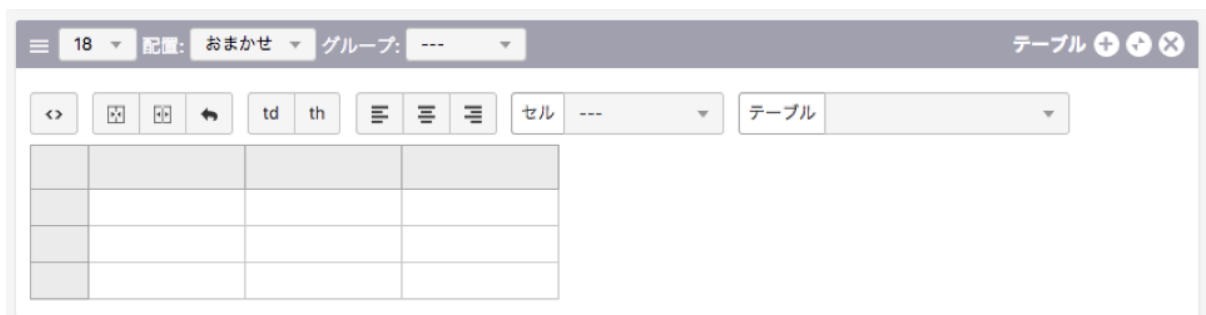 18 配置: おまかせ グループ: --- テーブル
<> td th セル --- テーブル